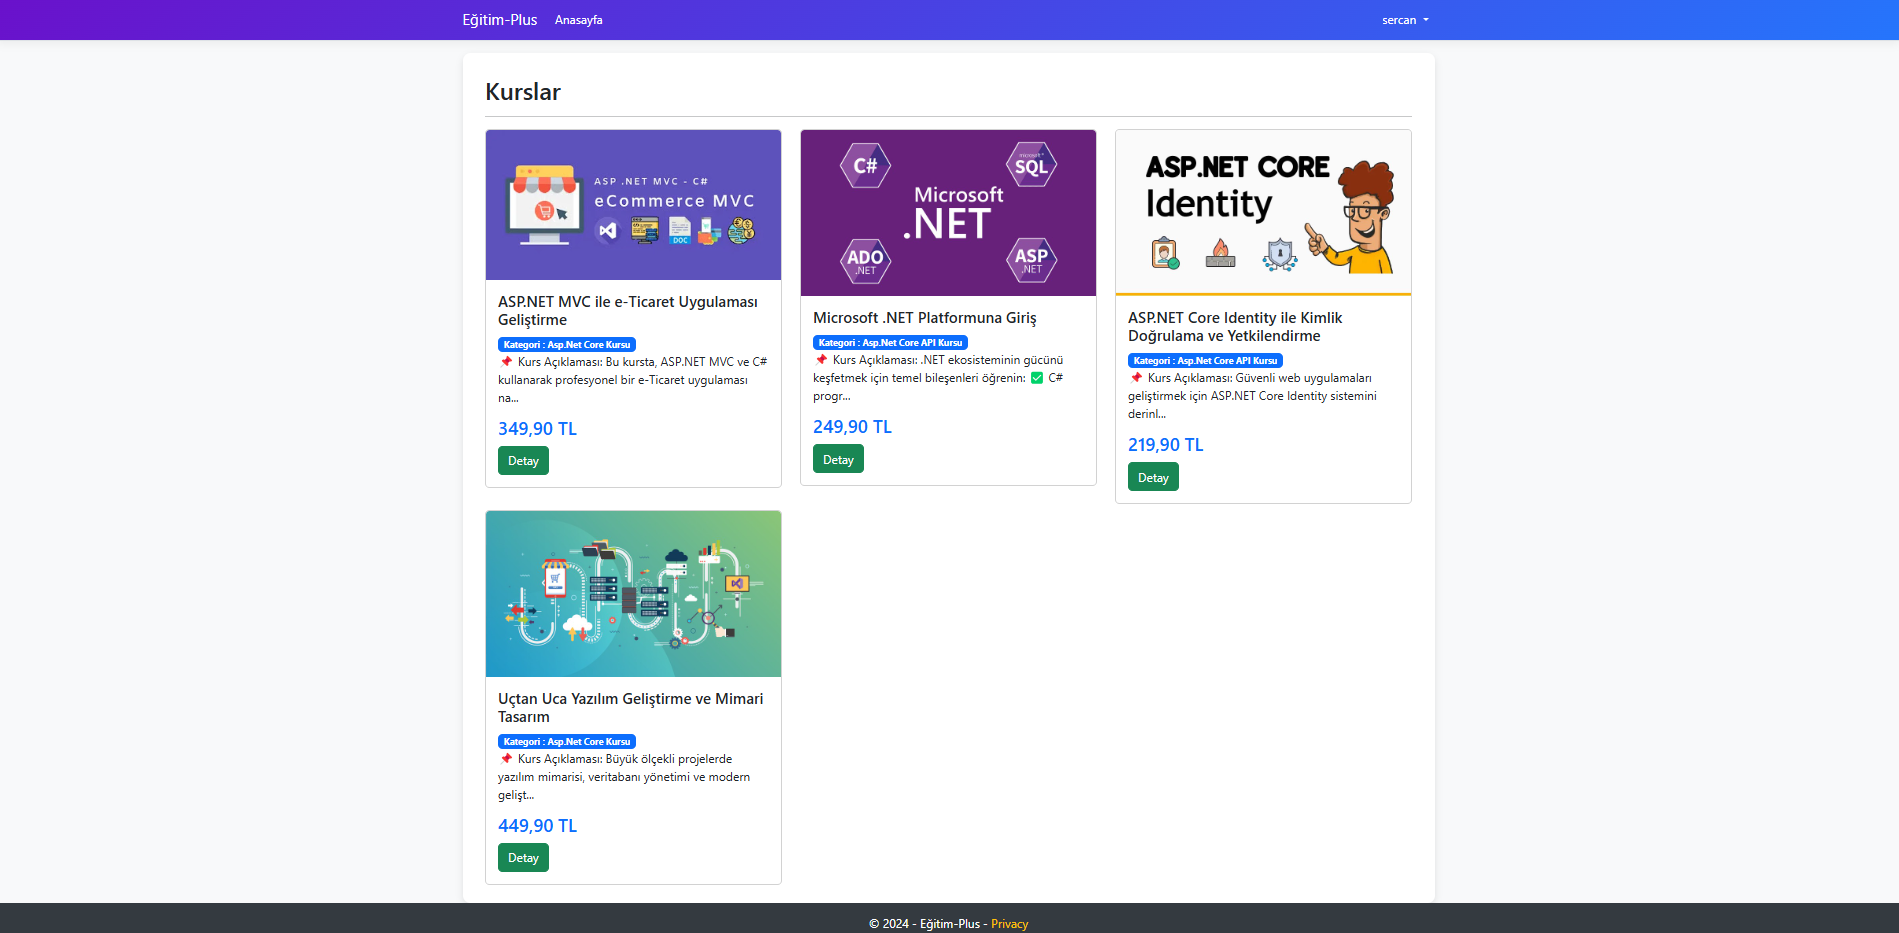 Eğitim-Plus Anasayfa sercan
Kurslar
ASP .NET MVC - C#
eCommerce MVC
DOC
ASP.NET MVC ile e-Ticaret Uygulaması
Geliştirme
Kategori : Asp.Net Core Kursu
📌 Kurs Açıklaması: Bu kursta, ASP.NET MVC ve C#
kullanarak profesyonel bir e-Ticaret uygulaması
na...
349,90 TL
Detay
C#
Microsoft
SQL
Microsoft
.NET
ADO
.NET
ASP
.NET
Microsoft .NET Platformuna Giriş
Kategori : Asp.Net Core API Kursu
📌 Kurs Açıklaması: .NET ekosisteminin gücünü
keşfetmek için temel bileşenleri öğrenin: ✅ C#
progr...
249,90 TL
Detay
ASP.NET CORE
Identity
ASP.NET Core Identity ile Kimlik
Doğrulama ve Yetkilendirme
Kategori : Asp.Net Core API Kursu
📌 Kurs Açıklaması: Güvenli web uygulamaları
geliştirmek için ASP.NET Core Identity sistemini
derinl...
219,90 TL
Detay
Uçtan Uca Yazılım Geliştirme ve Mimari
Tasarım
Kategori : Asp.Net Core Kursu
📌 Kurs Açıklaması: Büyük ölçekli projelerde
yazılım mimarisi, veritabanı yönetimi ve modern
gelişt...
449,90 TL
Detay
© 2024 - Eğitim-Plus - Privacy